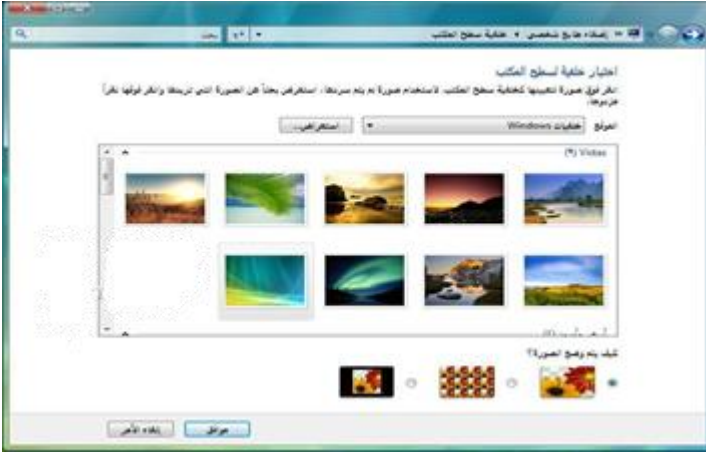 إضفاء طابع شخصي ‹ خلفية سطح المكتب
بحث
اختيار خلفية لسطح المكتب
انقر فوق صورة لتعيينها كخلفية سطح المكتب. لاستخدام صورة لم يتم سردها، استعرض بحثاً عن الصورة التي تريدها وانقر فوقها نقراً
مزدوجاً.
الموقع خلفيات Windows استعراض...
Vistas (٩)
كيف يتم وضع الصورة؟
موافق إلغاء الأمر